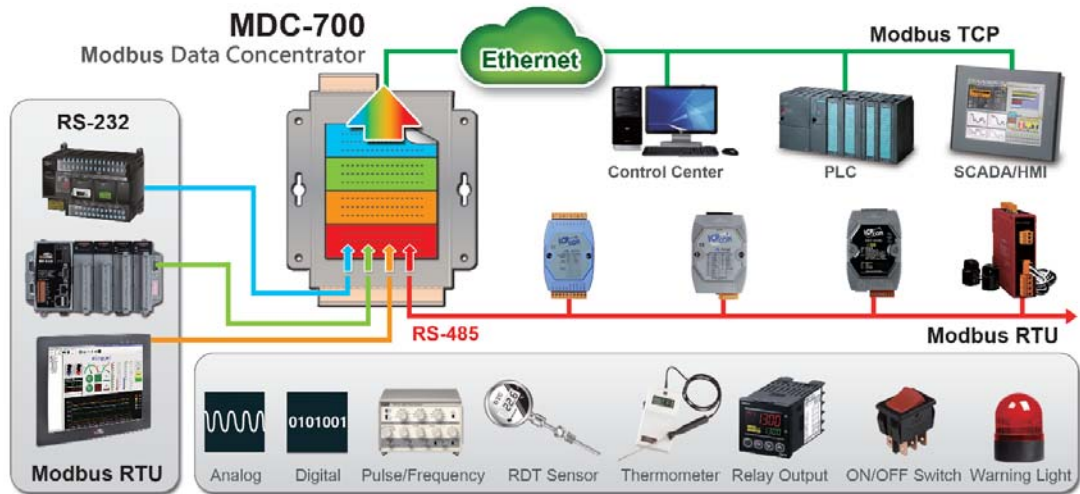 MDC-700
Modbus Data Concentrator
Ethernet
Modbus TCP
RS-232
Control Center
PLC
SCADA/HMI
RS-485
Modbus RTU
Modbus RTU
0101001
Analog
Digital
Pulse/Frequency
RDT Sensor
Thermometer
Relay Output
ON/OFF Switch
Warning Light